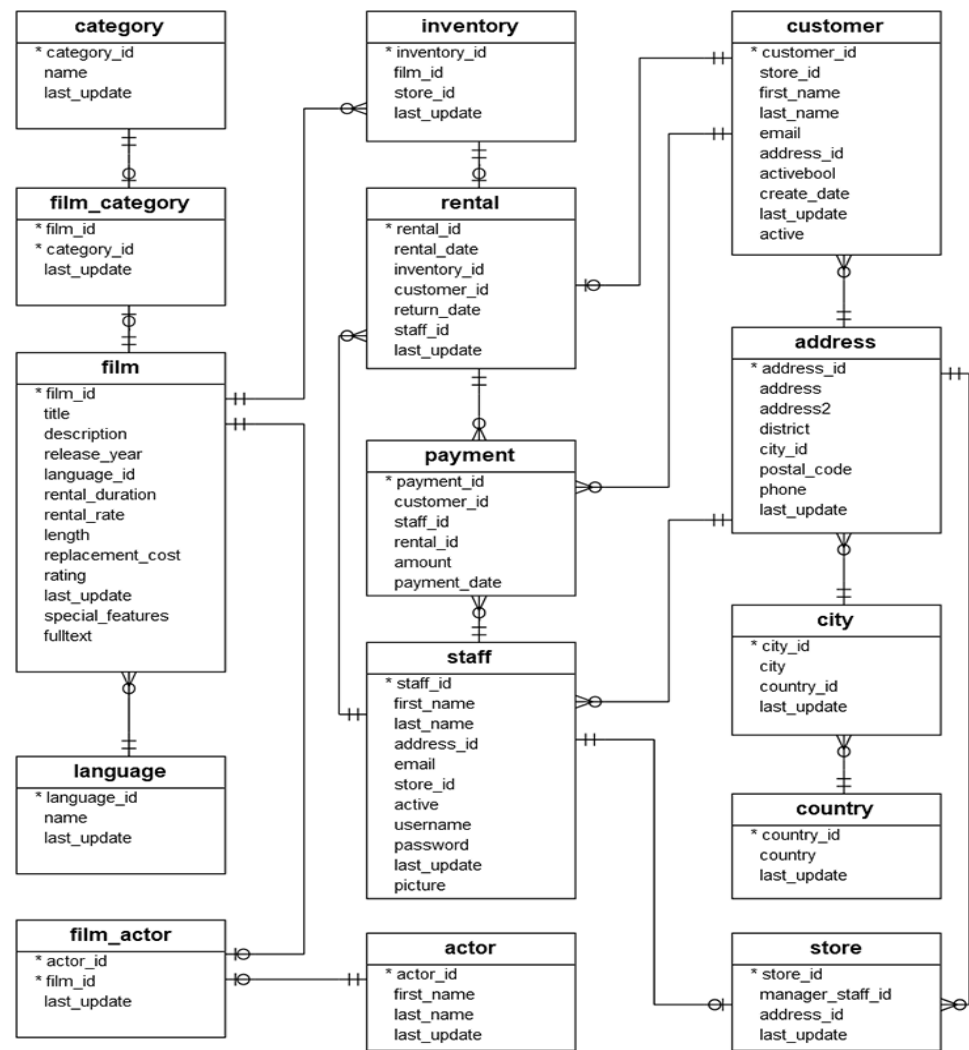 category
* category_id
name
last_update
film_category
* film_id
* category_id
last_update
film
* film_id
title
description
release_year
language_id
rental_duration
rental_rate
length
replacement_cost
rating
last_update
special_features
fulltext
language
* language_id
name
last_update
film_actor
* actor_id
* film_id
last_update
inventory
* inventory_id
film_id
store_id
last_update
rental
* rental_id
rental_date
inventory_id
customer_id
return_date
staff_id
last_update
payment
* payment_id
customer_id
staff_id
rental_id
amount
payment_date
staff
* staff_id
first_name
last_name
address_id
email
store_id
active
username
password
last_update
picture
actor
* actor_id
first_name
last_name
last_update
customer
* customer_id
store_id
first_name
last_name
email
address_id
activebool
create_date
last_update
active
address
* address_id
address
address2
district
city_id
postal_code
phone
last_update
city
* city_id
city
country_id
last_update
country
* country_id
country
last_update
store
* store_id
manager_staff_id
address_id
last_update